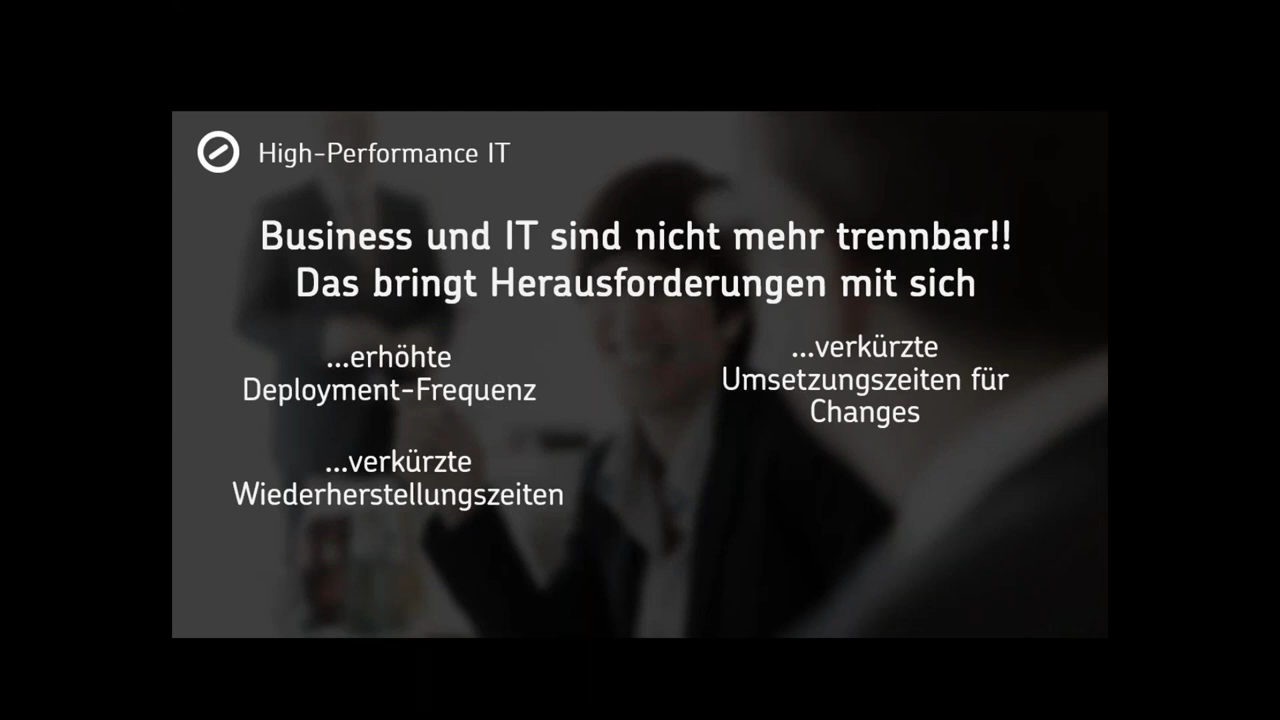 High-Performance IT
Business und IT sind nicht mehr trennbar!!
Das bringt Herausforderungen mit sich
...erhöhte
Deployment-Frequenz
...verkürzte
Umsetzungszeiten für
Changes
...verkürzte
Wiederherstellungszeiten